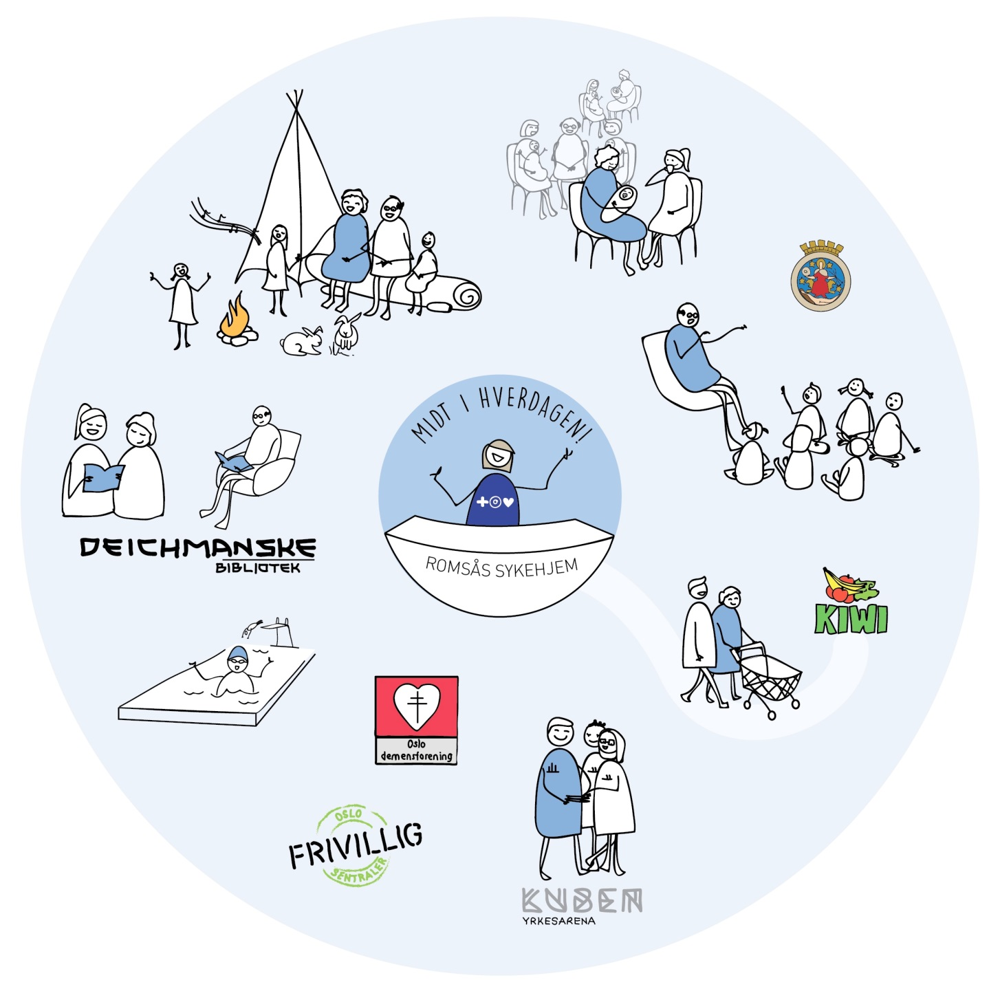 MIDT I HVERDAGEN!
ROMSÅS SYKEHJEM
DEICHMANSKE
BIBLIOTEK
KIWI
Oslo
demensforening
OSLO
FRIVILLIG
SENTRALER
KUBEN
YRKESARENA